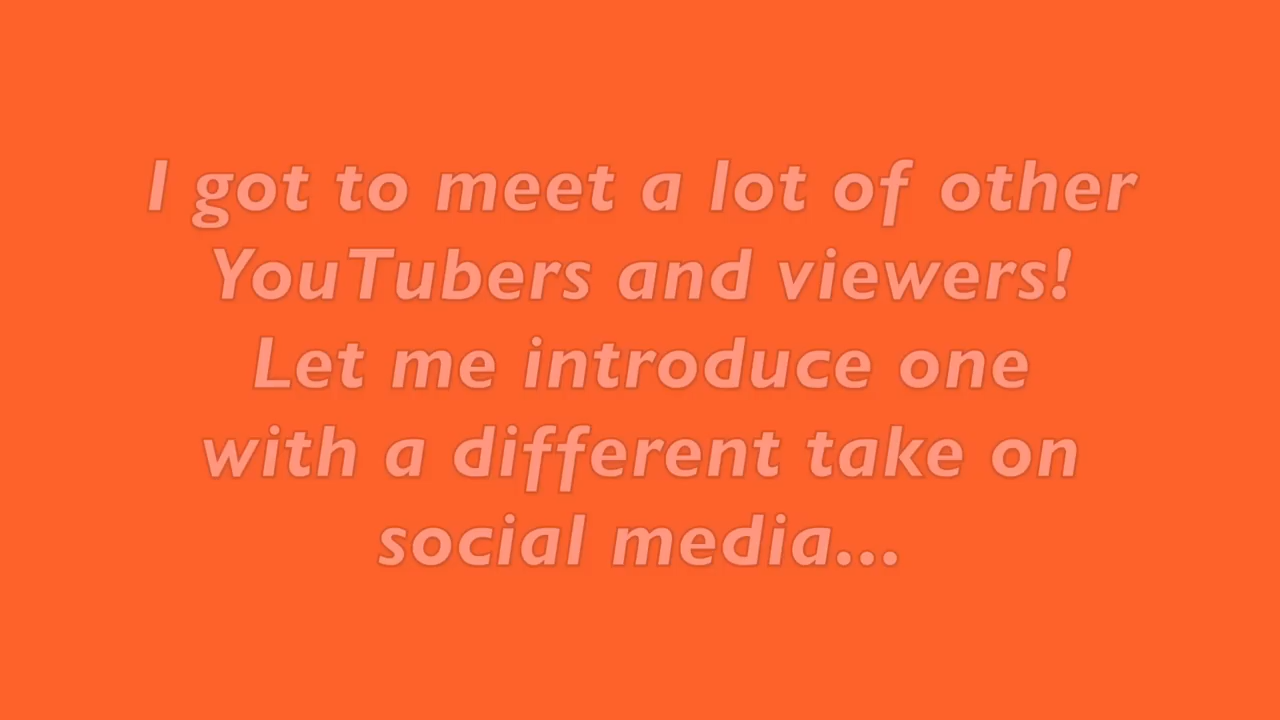 I got to meet a lot of other
YouTubers and viewers!
Let me introduce one
with a different take on
social media...